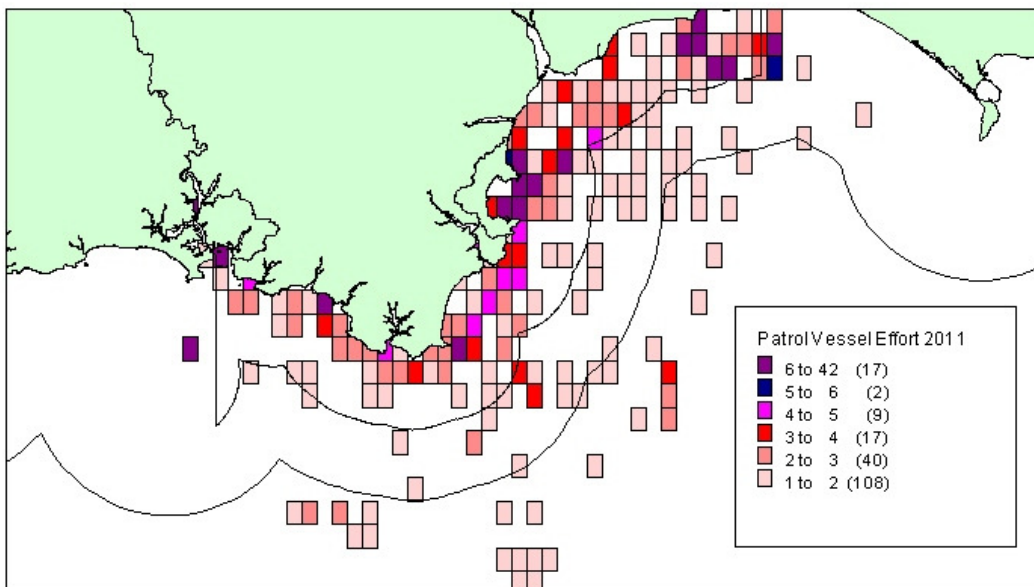 Patrol Vessel Effort 2011
6 to 42 (17)
5 to 6 (2)
4 to 5 (9)
3 to 4 (17)
2 to 3 (40)
1 to 2 (108)